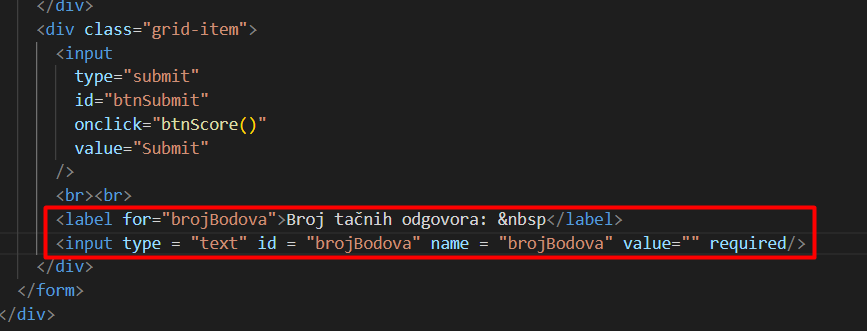 </div>
<div class="grid-item">
<input
type="submit"
id="btnSubmit"
onclick="btnScore()"
value="Submit"
/>
<br><br>
<label for="brojBodova">Broj tačnih odgovora: &nbsp</label>
<input type = "text" id = "brojBodova" name = "brojBodova" value="" required/>
</div>
</form>
</div>